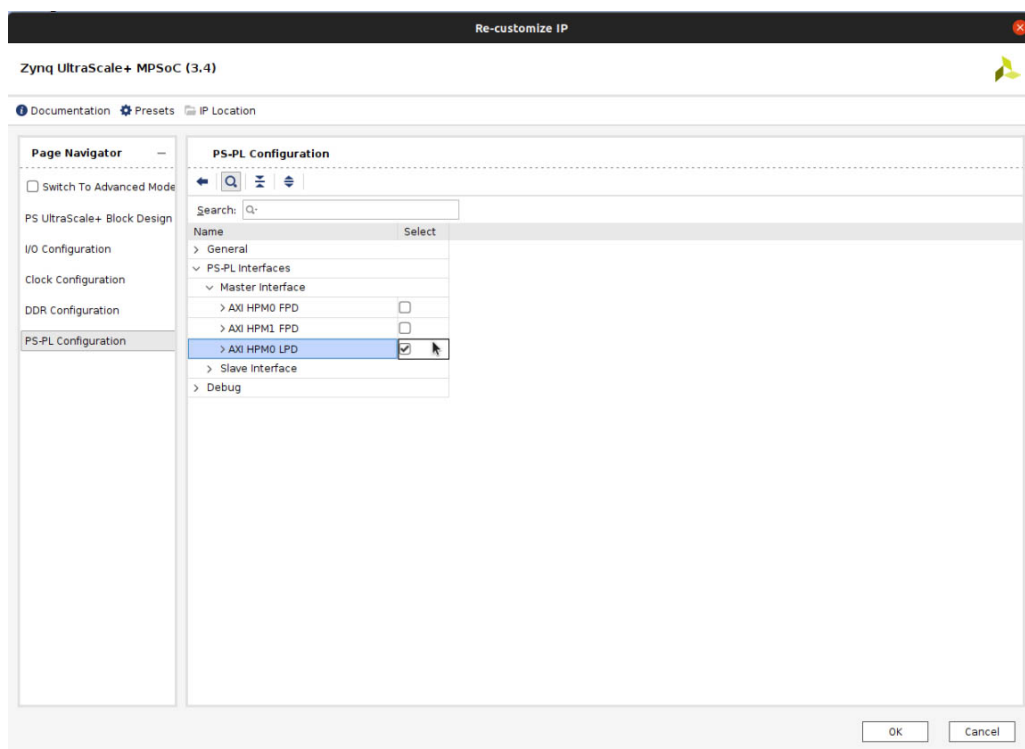 Re-customize IP
Zynq UltraScale+ MPSoC (3.4)
Documentation Presets IP Location
Page Navigator
Switch To Advanced Mode
PS UltraScale+ Block Design
I/O Configuration
Clock Configuration
DDR Configuration
PS-PL Configuration
PS-PL Configuration
Search:
Name Select
General
PS-PL Interfaces
Master Interface
AXI HPM0 FPD
AXI HPM1 FPD
AXI HPM0 LPD
Slave Interface
Debug
OK Cancel